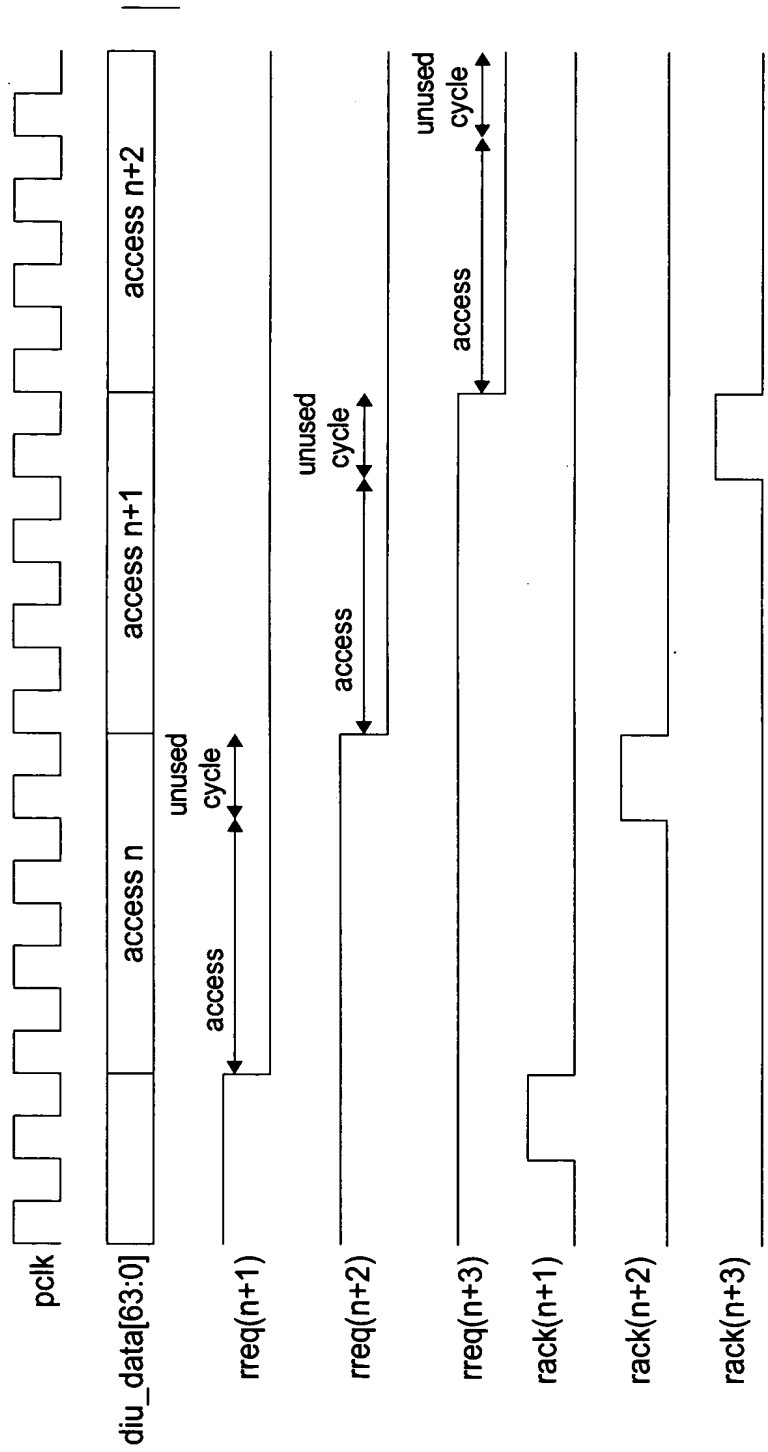 pclk
diu_data[63:0]
access n
access n+1
access n+2
rreq(n+1)
access
unused
cycle
rreq(n+2)
access
unused
cycle
rreq(n+3)
access
unused
cycle
rack(n+1)
rack(n+2)
rack(n+3)